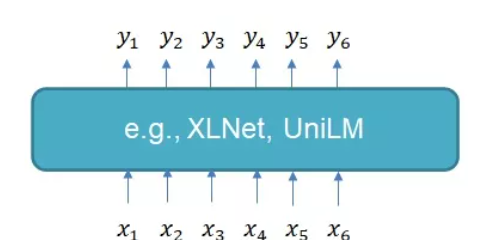 y₁ y₂ y₃ y₄ y₅ y₆
e.g., XLNet, UniLM
x₁ x₂ x₃ x₄ x₅ x₆